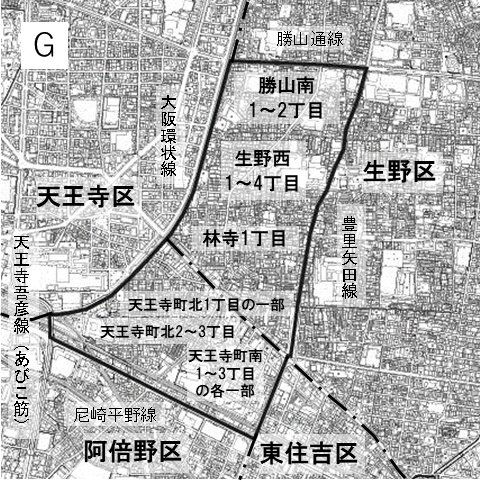 G
勝山通線
勝山南
1～2丁目
大阪環状線
生野西
1～4丁目
生野区
天王寺区
林寺1丁目
豊里矢田線
天王寺吾彦線（あびこ筋）
天王寺町北1丁目の一部
天王寺町北2～3丁目
天王寺町南
1～3丁目
の各一部
尼崎平野線
阿倍野区
東住吉区